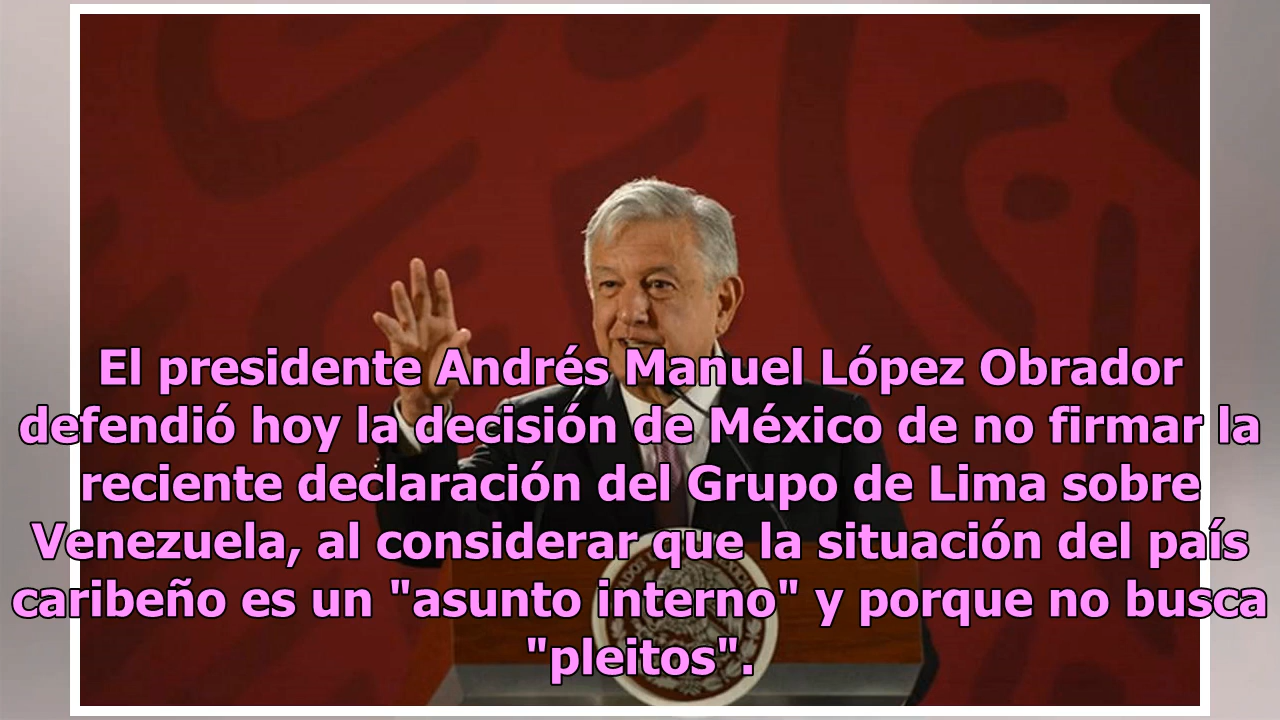 El presidente Andrés Manuel López Obrador
defendió hoy la decisión de México de no firmar la
reciente declaración del Grupo de Lima sobre
Venezuela, al considerar que la situación del país
caribeño es un "asunto interno" y porque no busca
"pleitos".